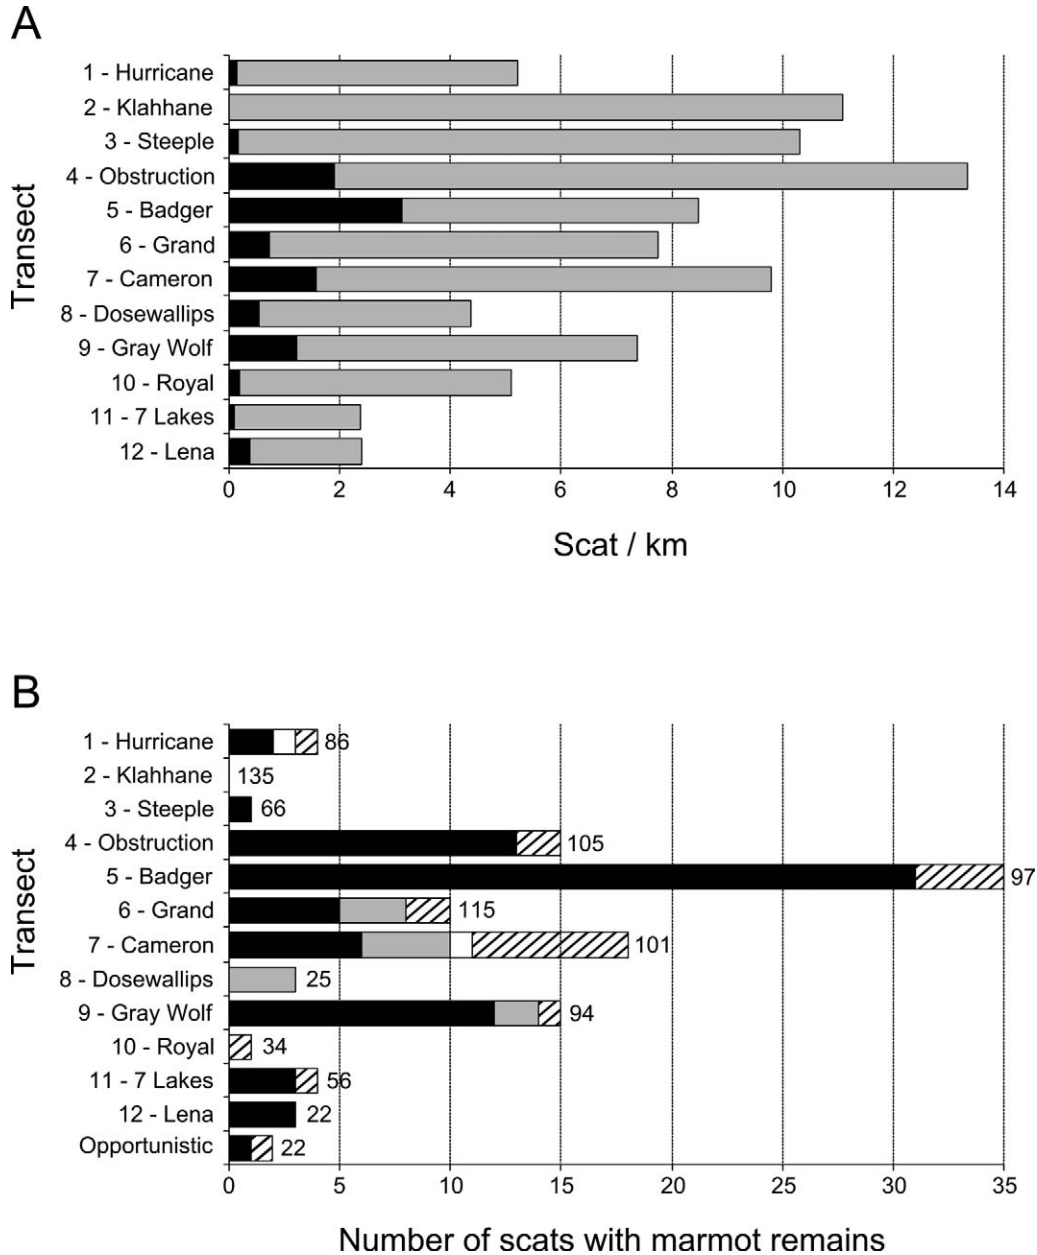 A
1 - Hurricane
2 - Klahhane
3 - Steeple
4 - Obstruction
5 - Badger
6 - Grand
7 - Cameron
8 - Dosewallips
9 - Gray Wolf
10 - Royal
11 - 7 Lakes
12 - Lena
Transect
0 2 4 6 8 10 12 14
Scat / km
B
1 - Hurricane 86
2 - Klahhane 135
3 - Steeple 66
4 - Obstruction 105
5 - Badger 97
6 - Grand 115
7 - Cameron 101
8 - Dosewallips 25
9 - Gray Wolf 94
10 - Royal 34
11 - 7 Lakes 56
12 - Lena 22
Opportunistic 22
Transect
0 5 10 15 20 25 30 35
Number of scats with marmot remains